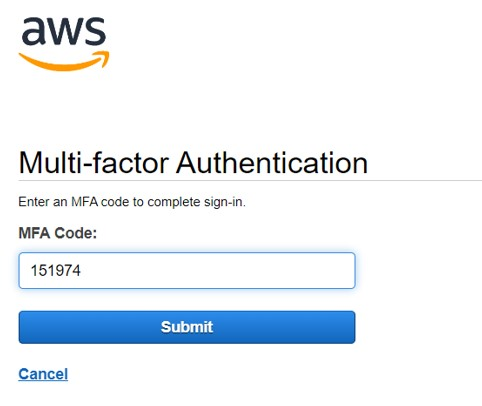 aws
Multi-factor Authentication
Enter an MFA code to complete sign-in.
MFA Code:
151974
Submit
Cancel